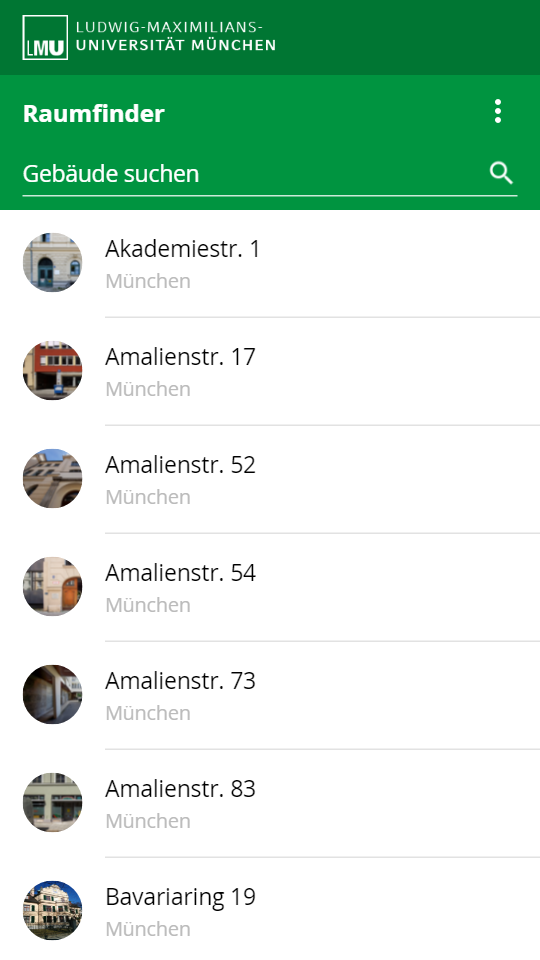 LMU
LUDWIG-MAXIMILIANS-
UNIVERSITÄT MÜNCHEN
Raumfinder
Gebäude suchen
Akademiestr. 1
München
Amalienstr. 17
München
Amalienstr. 52
München
Amalienstr. 54
München
Amalienstr. 73
München
Amalienstr. 83
München
Bavariaring 19
München